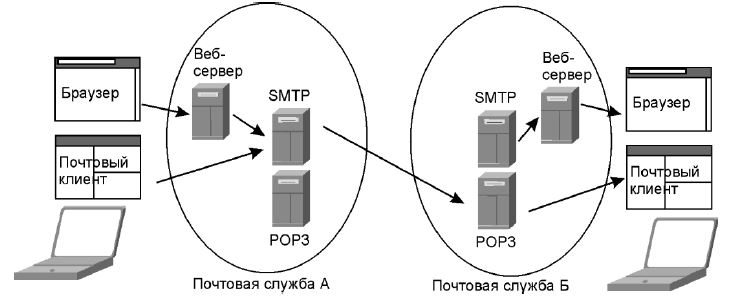 Браузер
Почтовый
клиент
Веб-
сервер
SMTP
POP3
Почтовая служба А
Веб-
сервер
SMTP
POP3
Почтовая служба Б
Браузер
Почтовый
клиент